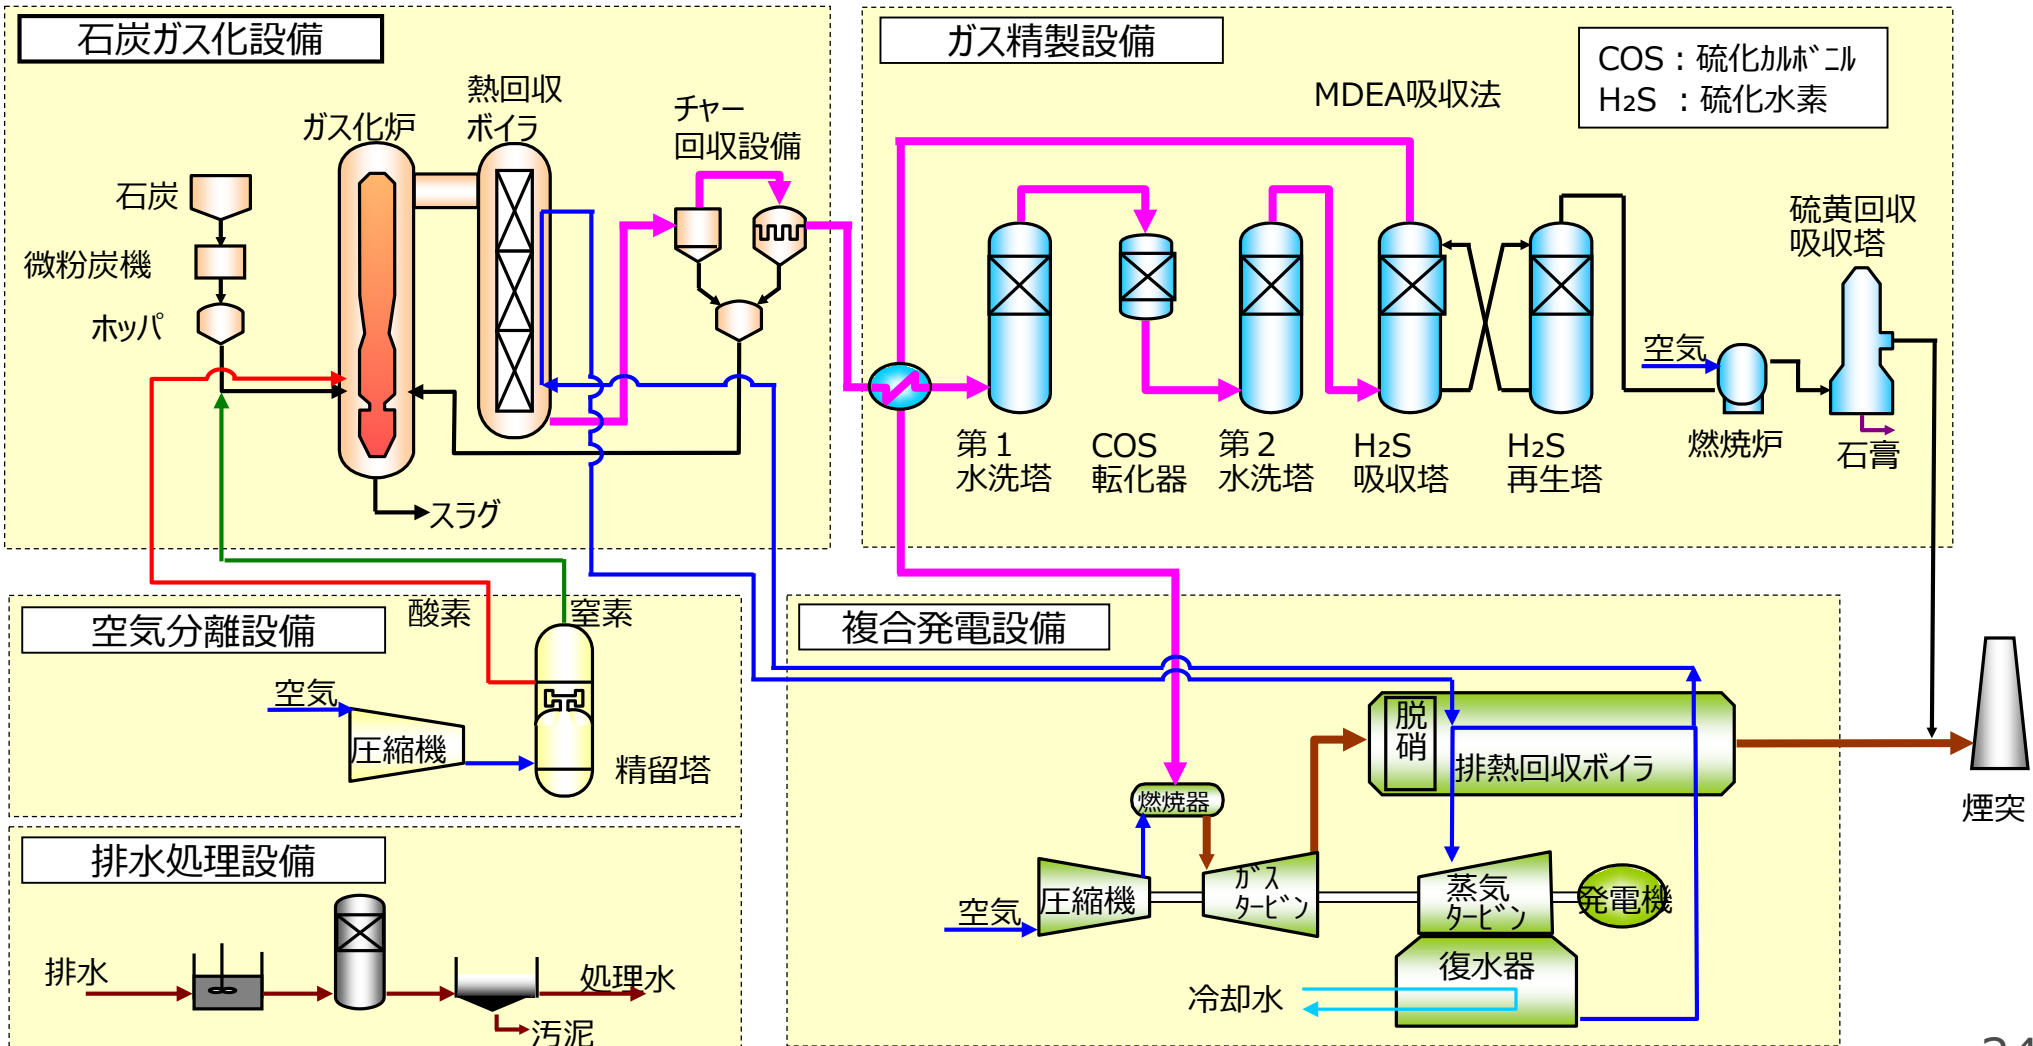 石炭ガス化設備
熱回収
ボイラ
ガス化炉
チャー
回収設備
石炭
微粉炭機
ホッパ
スラグ
ガス精製設備
MDEA吸収法
COS：硫化ｶﾙﾎﾞﾆﾙ
H₂S ：硫化水素
硫黄回収
吸収塔
空気
第１
水洗塔
COS
転化器
第２
水洗塔
H₂S
吸収塔
H₂S
再生塔
燃焼炉
石膏
空気分離設備
酸素
窒素
空気
圧縮機
精留塔
複合発電設備
脱
硝
排熱回収ボイラ
燃焼器
空気
圧縮機
ｶﾞｽ
ﾀｰﾋﾞﾝ
蒸気
ﾀｰﾋﾞﾝ
発電機
復水器
冷却水
煙突
排水処理設備
排水
処理水
汚泥